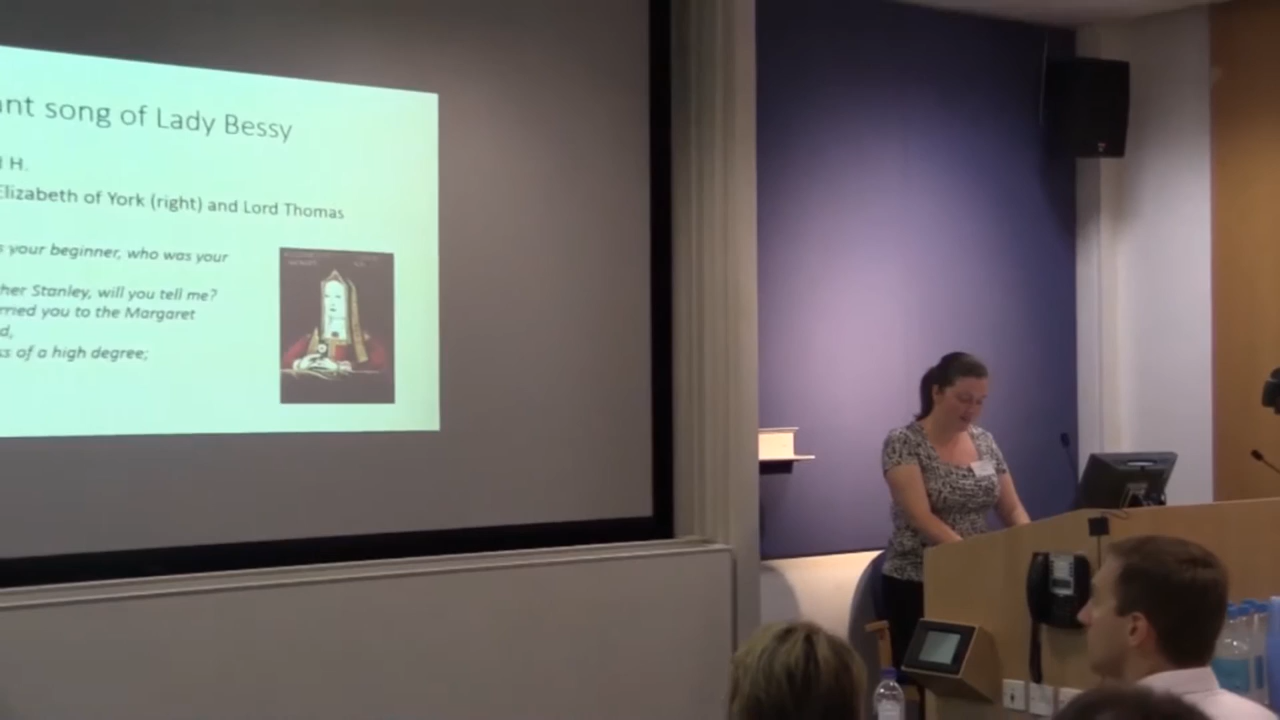 ant song of Lady Bessy
H.
Elizabeth of York (right) and Lord Thomas
your beginner, who was your
her Stanley, will you tell me?
rried you to the Margaret
d,
ss of a high degree;